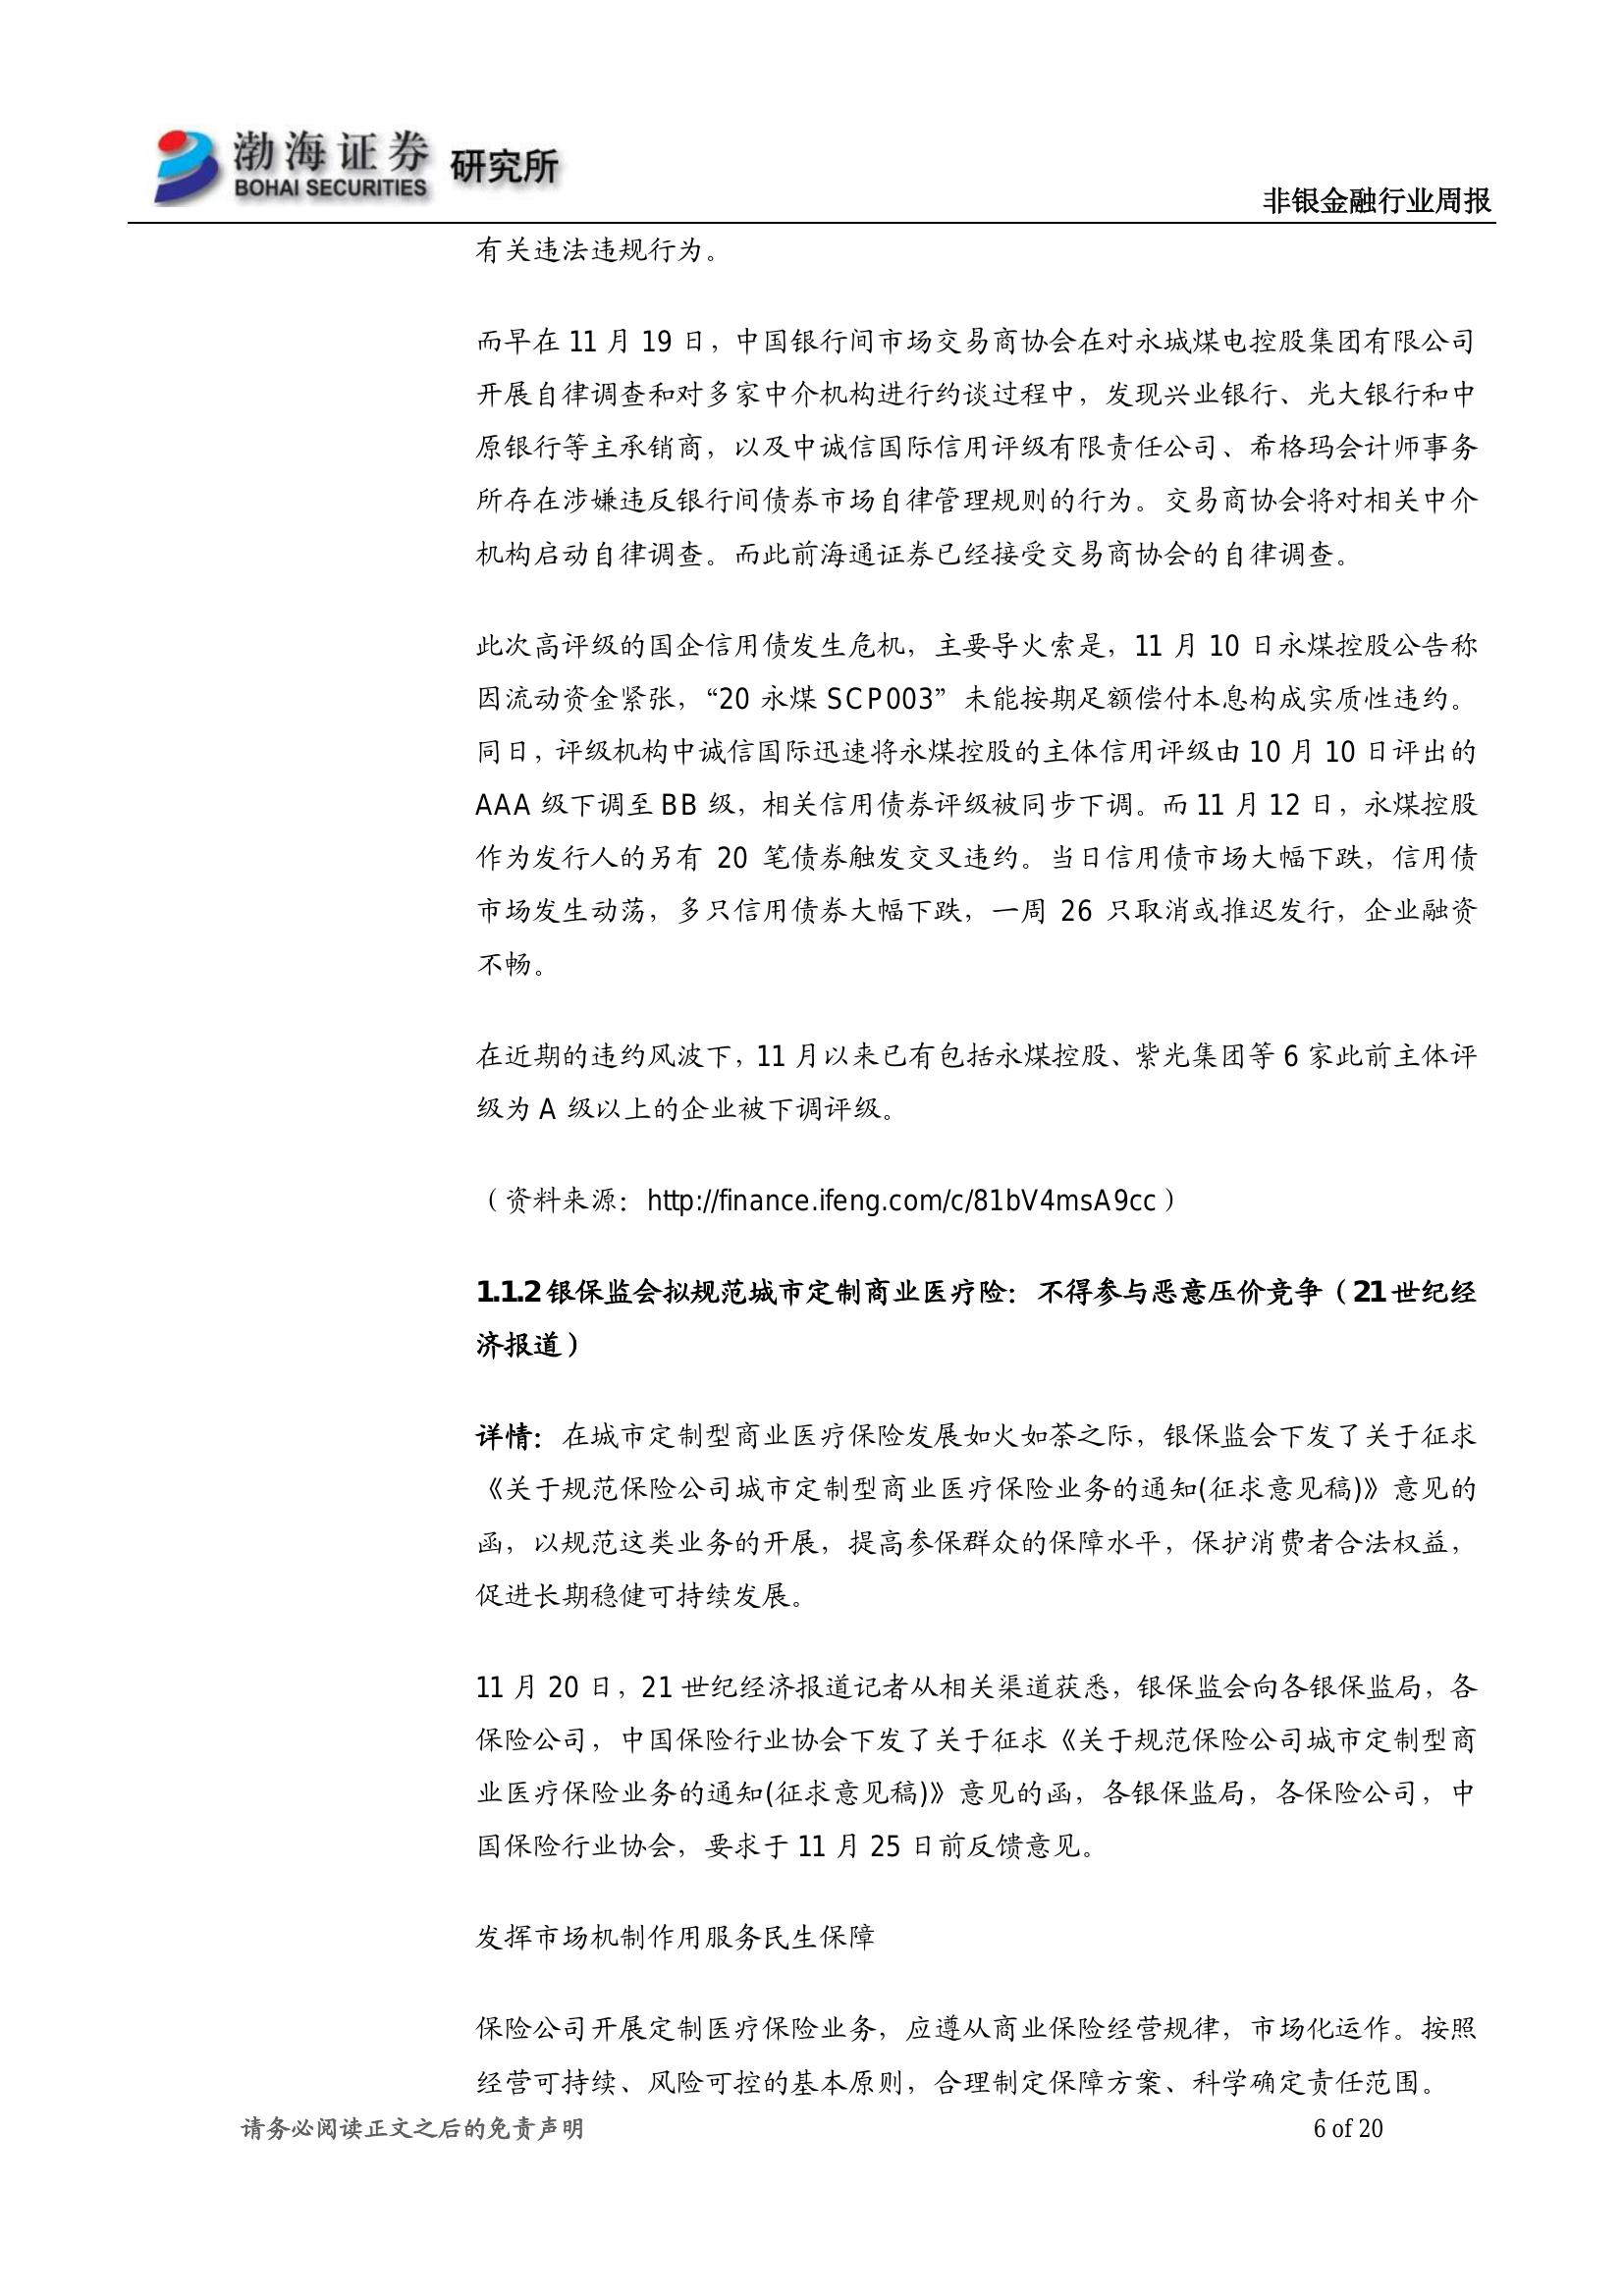 渤海证券 研究所
BOHAI SECURITIES
非银金融行业周报
有关违法违规行为。
而早在 11 月 19 日，中国银行间市场交易商协会在对永城煤电控股集团有限公司
开展自律调查和对多家中介机构进行约谈过程中，发现兴业银行、光大银行和中
原银行等主承销商，以及中诚信国际信用评级有限责任公司、希格玛会计师事务
所存在涉嫌违反银行间债券市场自律管理规则的行为。交易商协会将对相关中介
机构启动自律调查。而此前海通证券已经接受交易商协会的自律调查。
此次高评级的国企信用债发生危机，主要导火索是，11 月 10 日永煤控股公告称
因流动资金紧张，“20 永煤 SCP003”未能按期足额偿付本息构成实质性违约。
同日，评级机构中诚信国际迅速将永煤控股的主体信用评级由 10 月 10 日评出的
AAA 级下调至 BB 级，相关信用债券评级被同步下调。而 11 月 12 日，永煤控股
作为发行人的另有 20 笔债券触发交叉违约。当日信用债市场大幅下跌，信用债
市场发生动荡，多只信用债券大幅下跌，一周 26 只取消或推迟发行，企业融资
不畅。
在近期的违约风波下，11 月以来已有包括永煤控股、紫光集团等 6 家此前主体评
级为 A 级以上的企业被下调评级。
（资料来源：http://finance.ifeng.com/c/81bV4msA9cc）
1.1.2 银保监会拟规范城市定制商业医疗险：不得参与恶意压价竞争（21 世纪经
济报道）
详情：在城市定制型商业医疗保险发展如火如荼之际，银保监会下发了关于征求
《关于规范保险公司城市定制型商业医疗保险业务的通知(征求意见稿)》意见的
函，以规范这类业务的开展，提高参保群众的保障水平，保护消费者合法权益，
促进长期稳健可持续发展。
11 月 20 日，21 世纪经济报道记者从相关渠道获悉，银保监会向各银保监局，各
保险公司，中国保险行业协会下发了关于征求《关于规范保险公司城市定制型商
业医疗保险业务的通知(征求意见稿)》意见的函，各银保监局，各保险公司，中
国保险行业协会，要求于 11 月 25 日前反馈意见。
发挥市场机制作用服务民生保障
保险公司开展定制医疗保险业务，应遵从商业保险经营规律，市场化运作。按照
经营可持续、风险可控的基本原则，合理制定保障方案、科学确定责任范围。
请务必阅读正文之后的免责声明
6 of 20